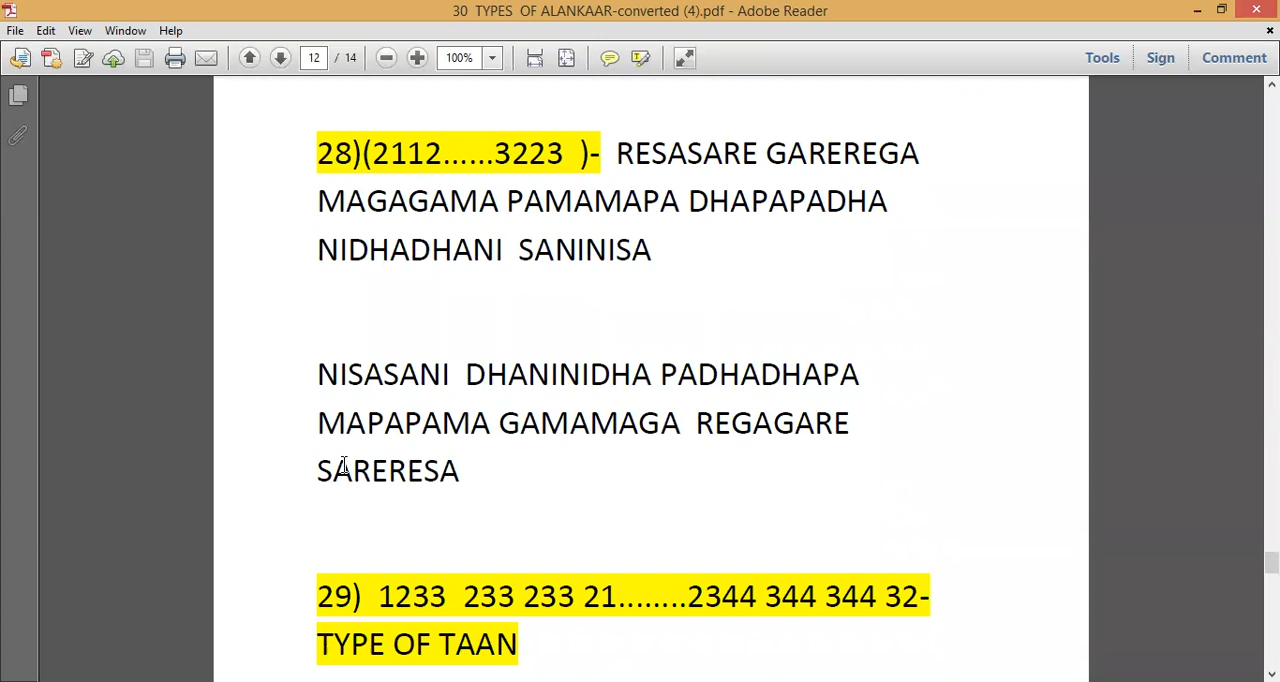 30  TYPES  OF ALANKAAR-converted (4).pdf - Adobe Reader
File Edit View Window Help
12 / 14 100% Tools Sign Comment
28)(2112......3223  )-  RESASARE GAREREGA
MAGAGAMA PAMAMAPA DHAPAPADHA
NIDHADHANI  SANINISA
NISASANI  DHANINIDHA PADHADHAPA
MAPAPAMA GAMAMAGA  REGAGARE
SARERESA
29)  1233  233 233 21........2344 344 344 32-
TYPE OF TAAN